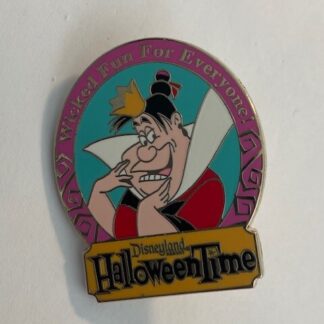 Wicked Fun For Everyone!
Disneyland
HalloweenTime